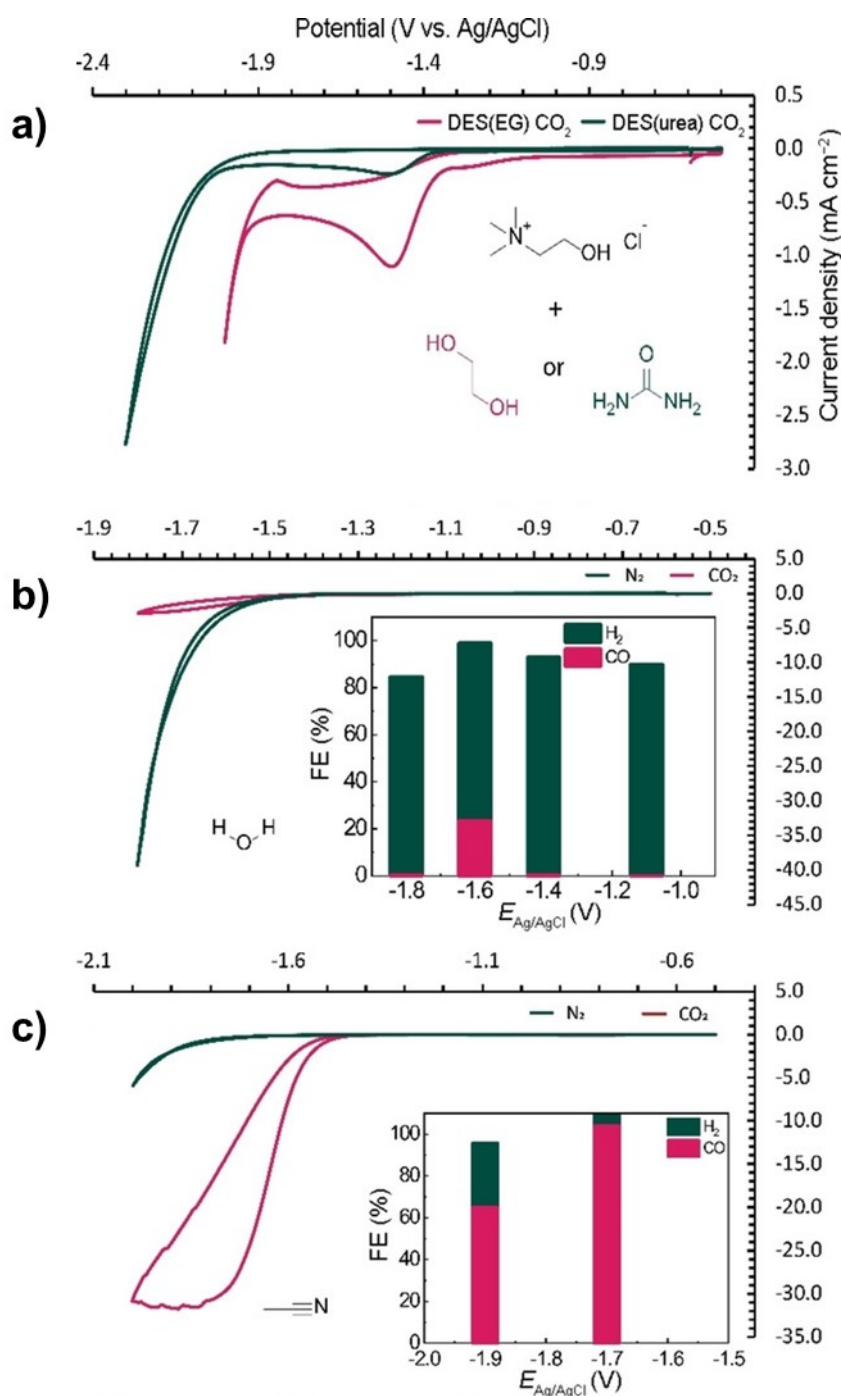 Potential (V vs. Ag/AgCl)
-2.4 -1.9 -1.4 -0.9
a)
DES(EG) CO₂ DES(urea) CO₂
0.5
0.0
-0.5
-1.0
-1.5
-2.0
-2.5
-3.0
Current density (mA cm⁻²)
N⁺ OH Cl⁻
+
HO
OH
or
O
H₂N NH₂
-1.9 -1.7 -1.5 -1.3 -1.1 -0.9 -0.7 -0.5
b)
N₂ CO₂
5.0
0.0
-5.0
-10.0
-15.0
-20.0
-25.0
-30.0
-35.0
-40.0
-45.0
H O H
H₂
CO
FE (%)
100
80
60
40
20
0
-1.8 -1.6 -1.4 -1.2 -1.0
E Ag/AgCl (V)
-2.1 -1.6 -1.1 -0.6
c)
N₂ CO₂
5.0
0.0
-5.0
-10.0
-15.0
-20.0
-25.0
-30.0
-35.0
N
H₂
CO
FE (%)
100
80
60
40
20
0
-2.0 -1.9 -1.8 -1.7 -1.6 -1.5
E Ag/AgCl (V)